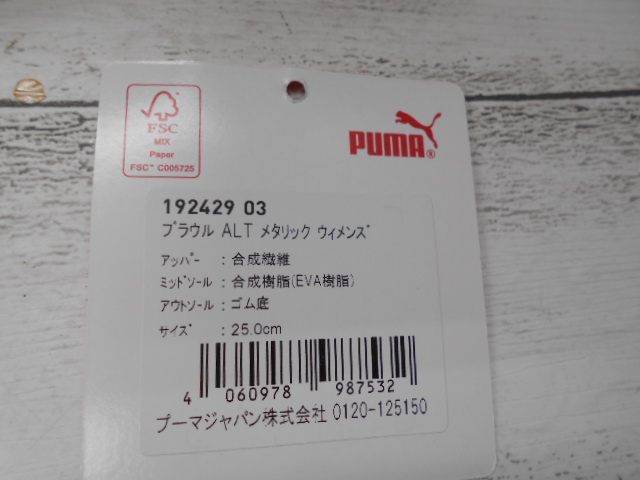 FSC
MIX
Paper
FSC™ C005725
PUMA®
192429 03
プラウル ALT メタリック ウィメンズ
アッパー : 合成繊維
ミッドソール : 合成樹脂(EVA樹脂)
アウトソール : ゴム底
サイズ : 25.0cm
4 060978 987532
プーマジャパン株式会社 0120-125150